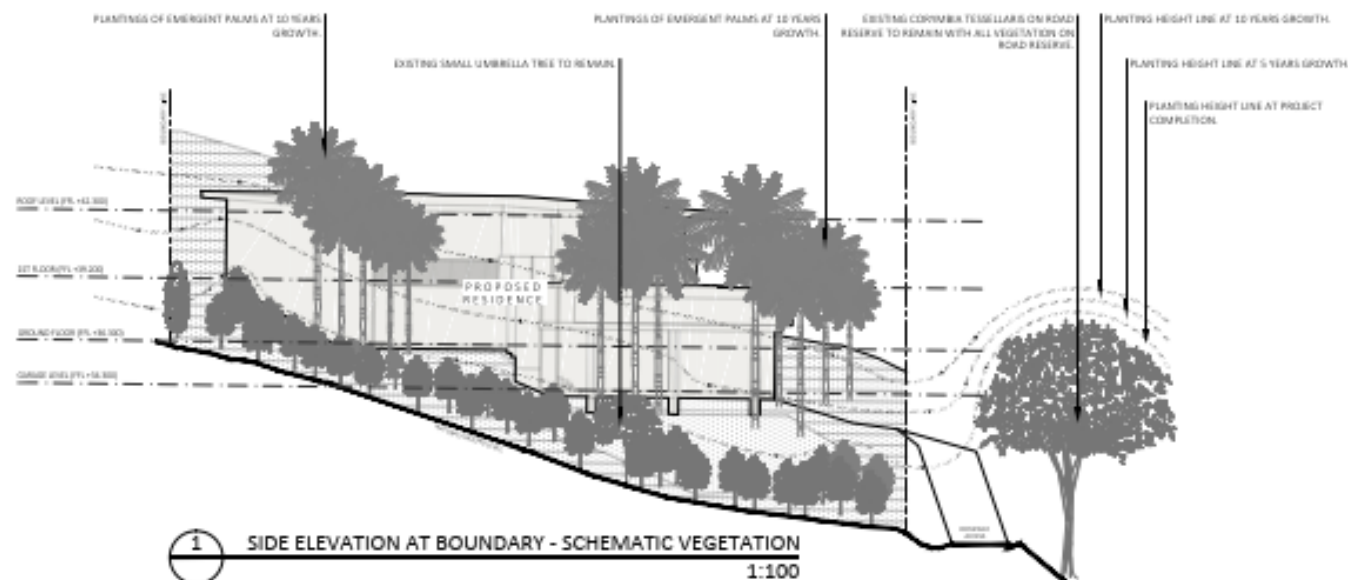 PLANTINGS OF EMERGENT PALMS AT 10 YEARS
GROWTH.
PLANTINGS OF EMERGENT PALMS AT 10 YEARS
GROWTH.
EXISTING CORYMBIA TESSELLARIS ON ROAD
RESERVE TO REMAIN WITH ALL VEGETATION ON
ROAD RESERVE.
PLANTING HEIGHT LINE AT 10 YEARS GROWTH.
EXISTING SMALL UMBRELLA TREE TO REMAIN.
PLANTING HEIGHT LINE AT 5 YEARS GROWTH
PLANTING HEIGHT LINE AT PROJECT
COMPLETION.
ROOF LEVEL
1ST FLOOR
PROPOSED
RESIDENCE
GROUND FLOOR
GARAGE LEVEL
1
SIDE ELEVATION AT BOUNDARY - SCHEMATIC VEGETATION
1:100